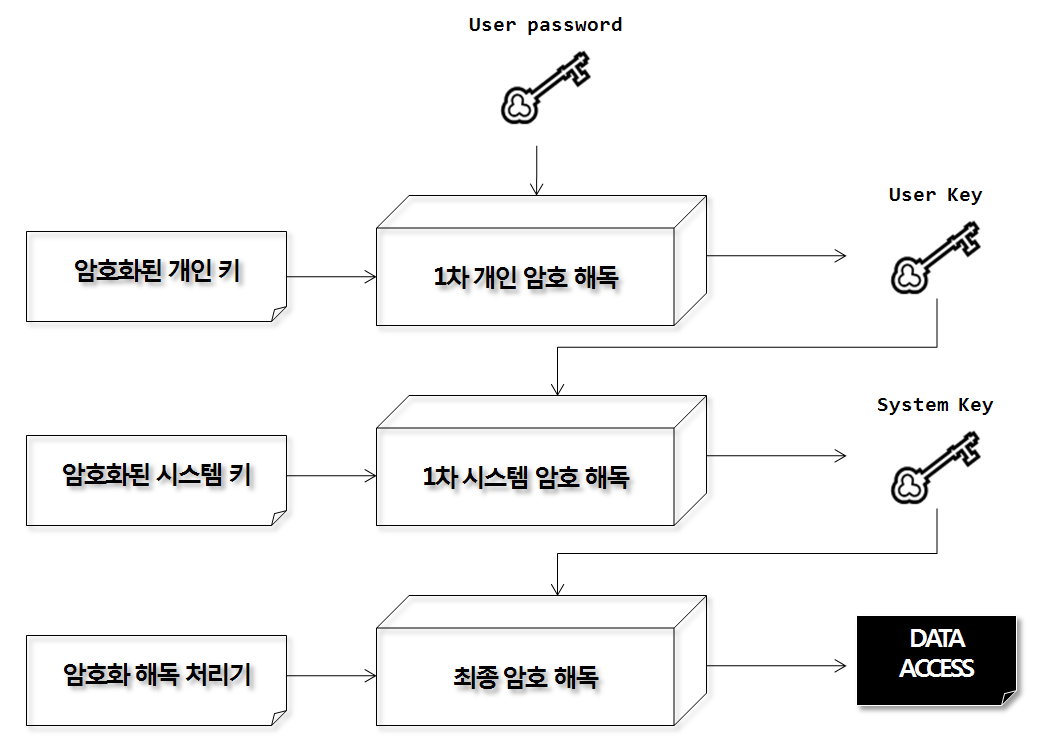 User password
User Key
암호화된 개인 키
1차 개인 암호 해독
System Key
암호화된 시스템 키
1차 시스템 암호 해독
암호화 해독 처리기
최종 암호 해독
DATA
ACCESS